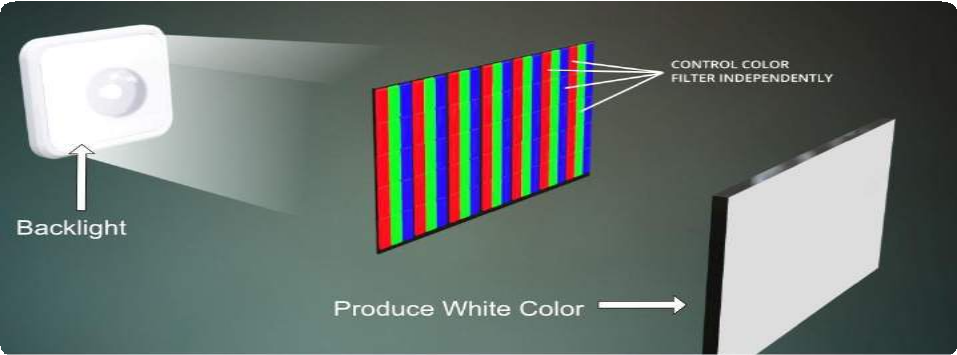 CONTROL COLOR
FILTER INDEPENDENTLY
Backlight
Produce White Color